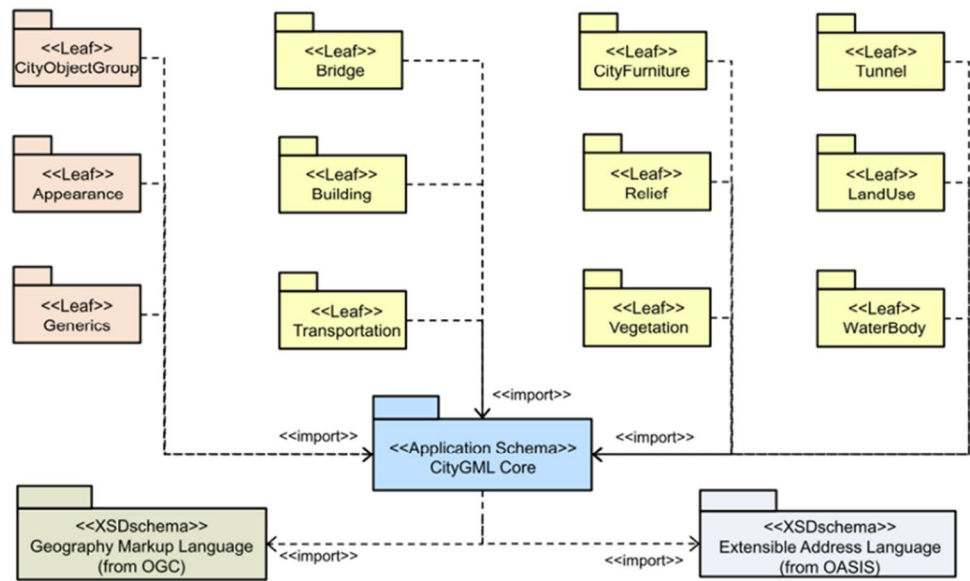 <<Leaf>>
CityObjectGroup
<<Leaf>>
Bridge
<<Leaf>>
CityFurniture
<<Leaf>>
Tunnel
<<Leaf>>
Appearance
<<Leaf>>
Building
<<Leaf>>
Relief
<<Leaf>>
LandUse
<<Leaf>>
Generics
<<Leaf>>
Transportation
<<Leaf>>
Vegetation
<<Leaf>>
WaterBody
<<import>>
<<import>>
<<import>>
<<Application Schema>>
CityGML Core
<<XSDschema>>
Geography Markup Language
(from OGC)
<<import>>
<<import>>
<<XSDschema>>
Extensible Address Language
(from OASIS)